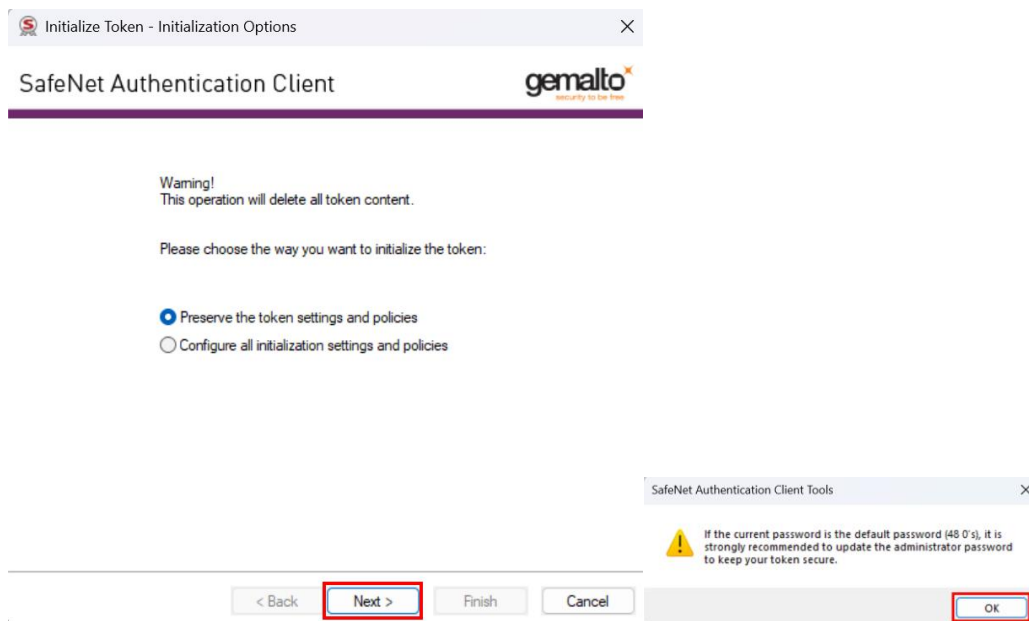 Initialize Token - Initialization Options
SafeNet Authentication Client
gemalto
security to be free
Warning!
This operation will delete all token content.
Please choose the way you want to initialize the token:
Preserve the token settings and policies
Configure all initialization settings and policies
< Back
Next >
Finish
Cancel
SafeNet Authentication Client Tools
If the current password is the default password (48 0's), it is
strongly recommended to update the administrator password
to keep your token secure.
OK